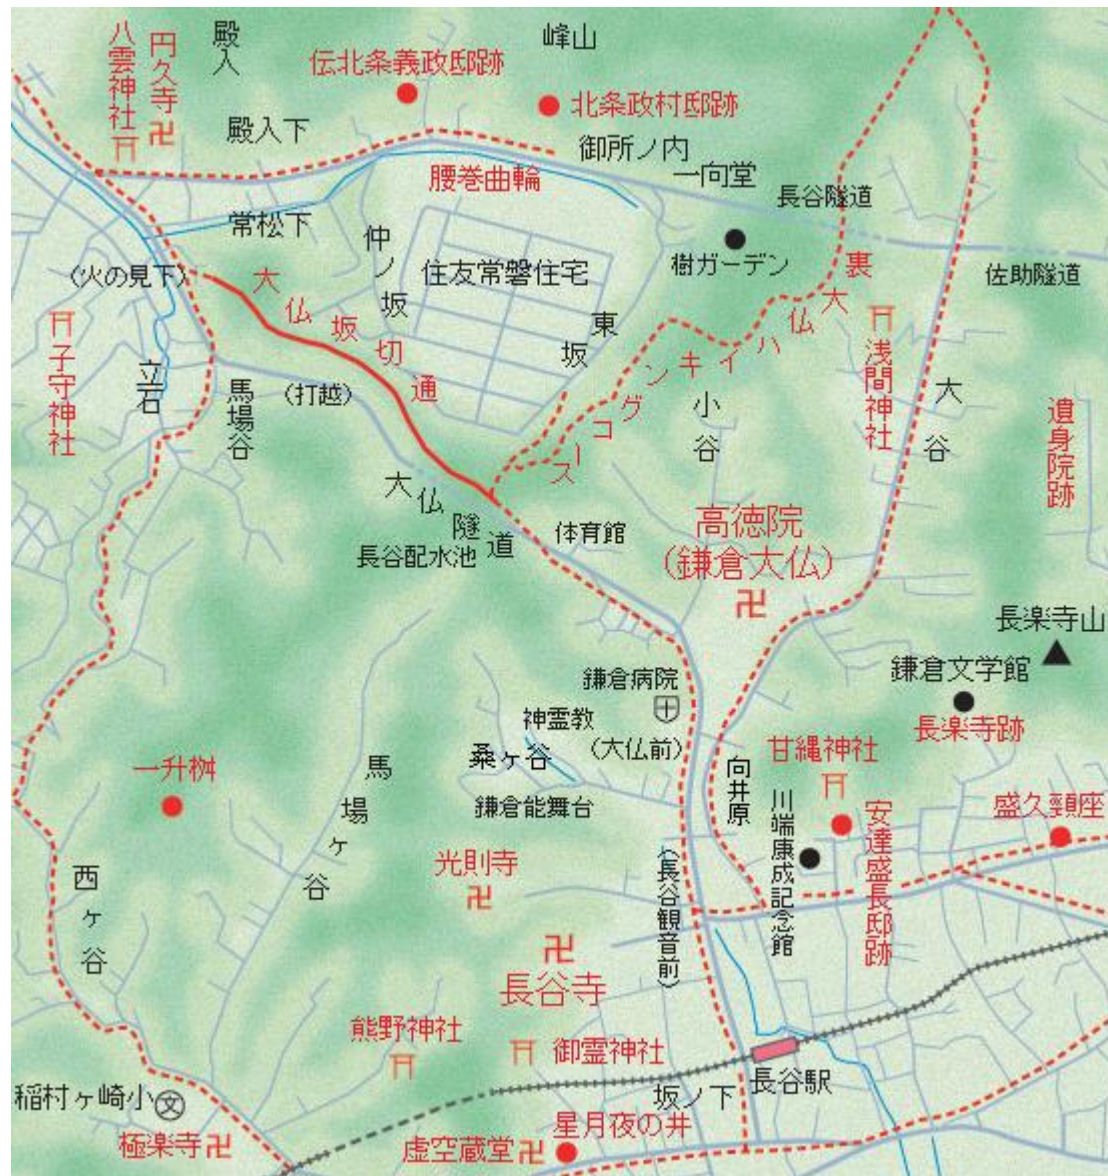 八雲神社
円久寺
殿入
峰山
伝北条義政邸跡
北条政村邸跡
殿入下
御所ノ内
一向堂
腰巻曲輪
長谷隧道
常松下
仲ノ坂
住友常磐住宅
樹ガーデン
佐助隧道
(火の見下)
大仏坂切通
裏大仏ハイキングコース
東坂
子守神社
立石
馬場谷
(打越)
小谷
浅間神社
大谷
遺身院跡
大仏隧道
長谷配水池
体育館
高徳院
(鎌倉大仏)
長楽寺山
鎌倉文学館
長楽寺跡
鎌倉病院
神霊教
(大仏前)
桑ヶ谷
鎌倉能舞台
向井原
甘縄神社
川端康成記念館
安達盛長邸跡
盛久頸座
一升桝
馬場ヶ谷
西ヶ谷
光則寺
(長谷観音前)
長谷寺
熊野神社
御霊神社
長谷駅
坂ノ下
稲村ヶ崎小
文
極楽寺
虚空蔵堂
星月夜の井